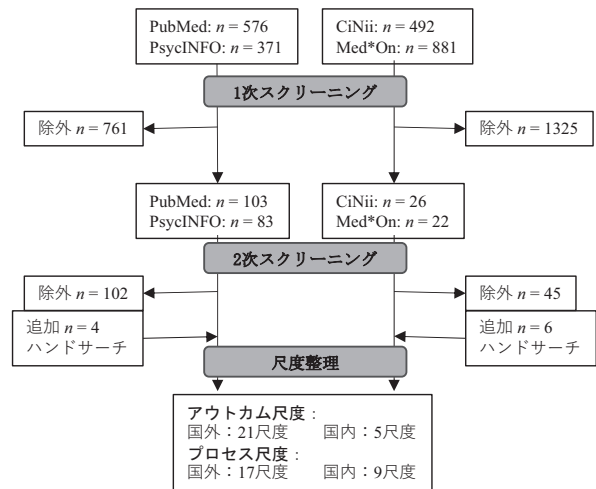 PubMed: n = 576
PsycINFO: n = 371
CiNii: n = 492
Med*On: n = 881
1次スクリーニング
除外 n = 761
除外 n = 1325
PubMed: n = 103
PsycINFO: n = 83
CiNii: n = 26
Med*On: n = 22
2次スクリーニング
除外 n = 102
除外 n = 45
追加 n = 4
ハンドサーチ
追加 n = 6
ハンドサーチ
尺度整理
アウトカム尺度：
国外：21尺度 国内：5尺度
プロセス尺度：
国外：17尺度 国内：9尺度